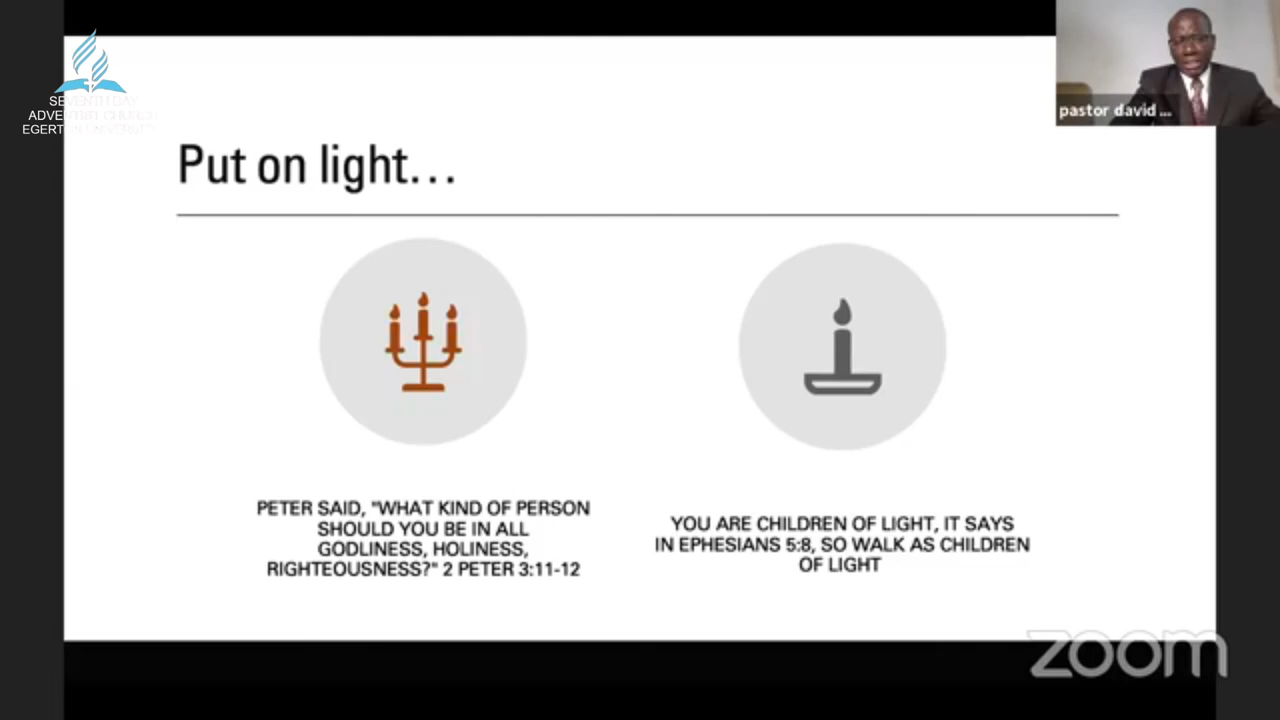 SEVENTH DAY
ADVENTIST CHURCH
EGERTON UNIVERSITY
pastor david ...
Put on light...
PETER SAID, "WHAT KIND OF PERSON
SHOULD YOU BE IN ALL
GODLINESS, HOLINESS,
RIGHTEOUSNESS?" 2 PETER 3:11-12
YOU ARE CHILDREN OF LIGHT, IT SAYS
IN EPHESIANS 5:8, SO WALK AS CHILDREN
OF LIGHT
zoom